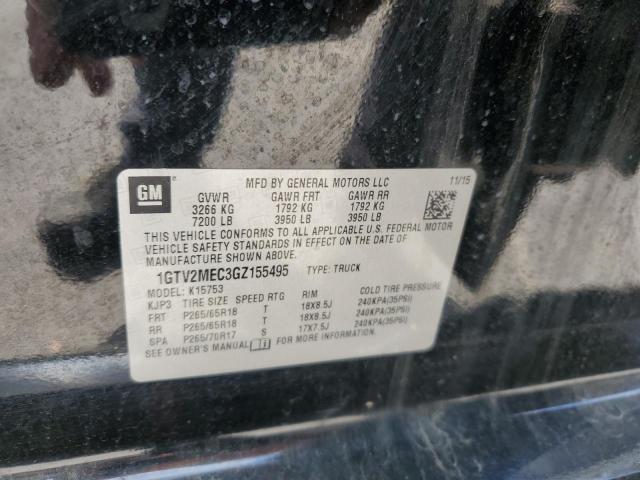 GM
MFD BY GENERAL MOTORS LLC 11/15
GVWR GAWR FRT GAWR RR
3266 KG 1792 KG 1792 KG
7200 LB 3950 LB 3950 LB
THIS VEHICLE CONFORMS TO ALL APPLICABLE U.S. FEDERAL MOTOR
VEHICLE SAFETY STANDARDS IN EFFECT ON THE DATE OF
MANUFACTURE SHOWN ABOVE.
1GTV2MEC3GZ155495 TYPE: TRUCK
MODEL: K15753
KJP3 TIRE SIZE SPEED RTG RIM COLD TIRE PRESSURE
FRT P265/65R18 T 18X8.5J 240KPA(35PSI)
RR P265/65R18 T 18X8.5J 240KPA(35PSI)
SPA P265/70R17 S 17X7.5J 240KPA(35PSI)
SEE OWNER'S MANUAL FOR MORE INFORMATION.